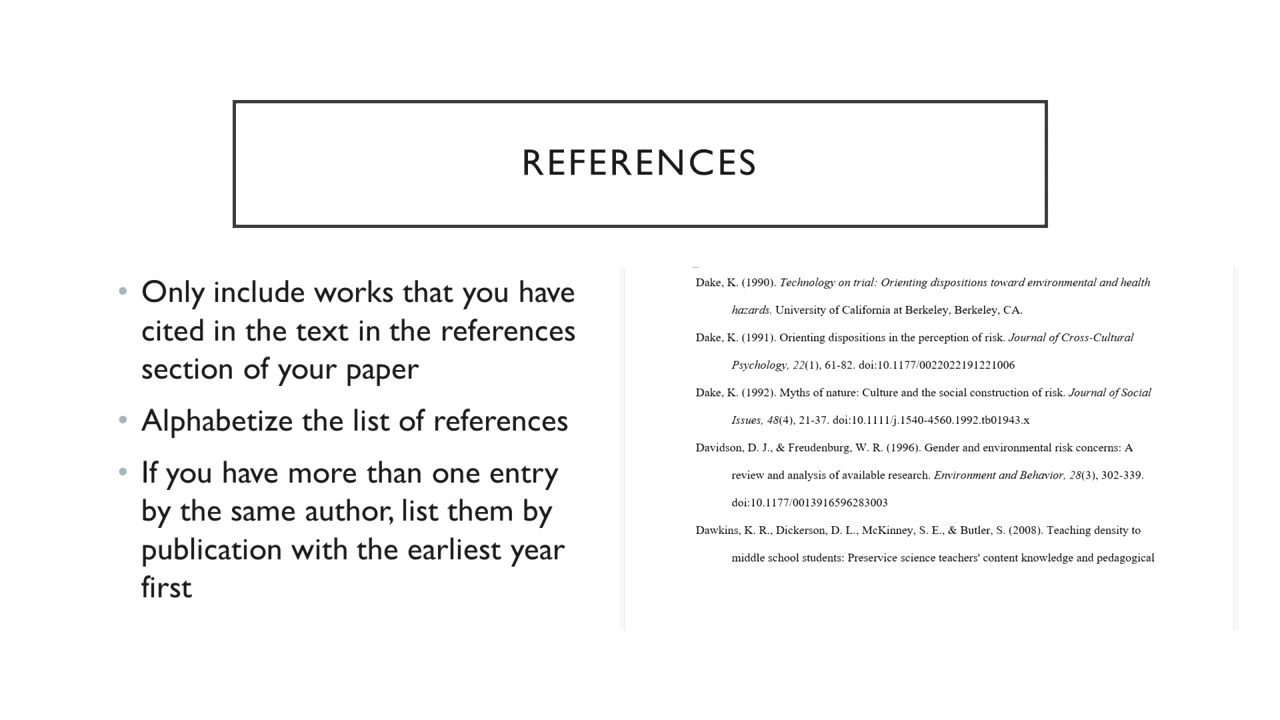 REFERENCES
• Only include works that you have
cited in the text in the references
section of your paper
• Alphabetize the list of references
• If you have more than one entry
by the same author, list them by
publication with the earliest year
first
Dake, K. (1990). Technology on trial: Orienting dispositions toward environmental and health
hazards. University of California at Berkeley, Berkeley, CA.
Dake, K. (1991). Orienting dispositions in the perception of risk. Journal of Cross-Cultural
Psychology, 22(1), 61-82. doi:10.1177/0022022191221006
Dake, K. (1992). Myths of nature: Culture and the social construction of risk. Journal of Social
Issues, 48(4), 21-37. doi:10.1111/j.1540-4560.1992.tb01943.x
Davidson, D. J., & Freudenburg, W. R. (1996). Gender and environmental risk concerns: A
review and analysis of available research. Environment and Behavior, 28(3), 302-339.
doi:10.1177/0013916596283003
Dawkins, K. R., Dickerson, D. L., McKinney, S. E., & Butler, S. (2008). Teaching density to
middle school students: Preservice science teachers' content knowledge and pedagogical